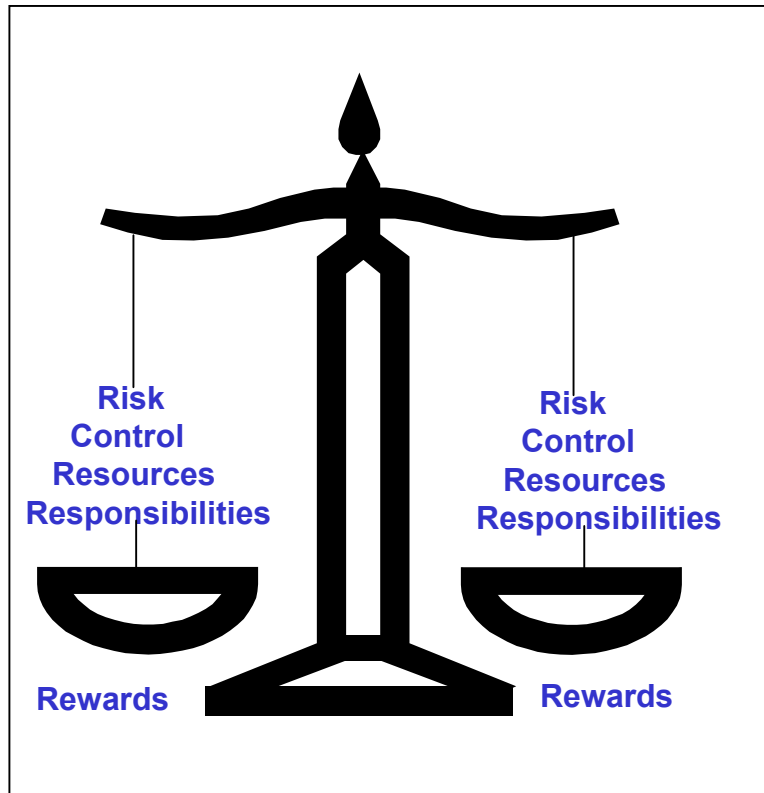 Risk
Control
Resources
Responsibilities
Rewards
Risk
Control
Resources
Responsibilities
Rewards